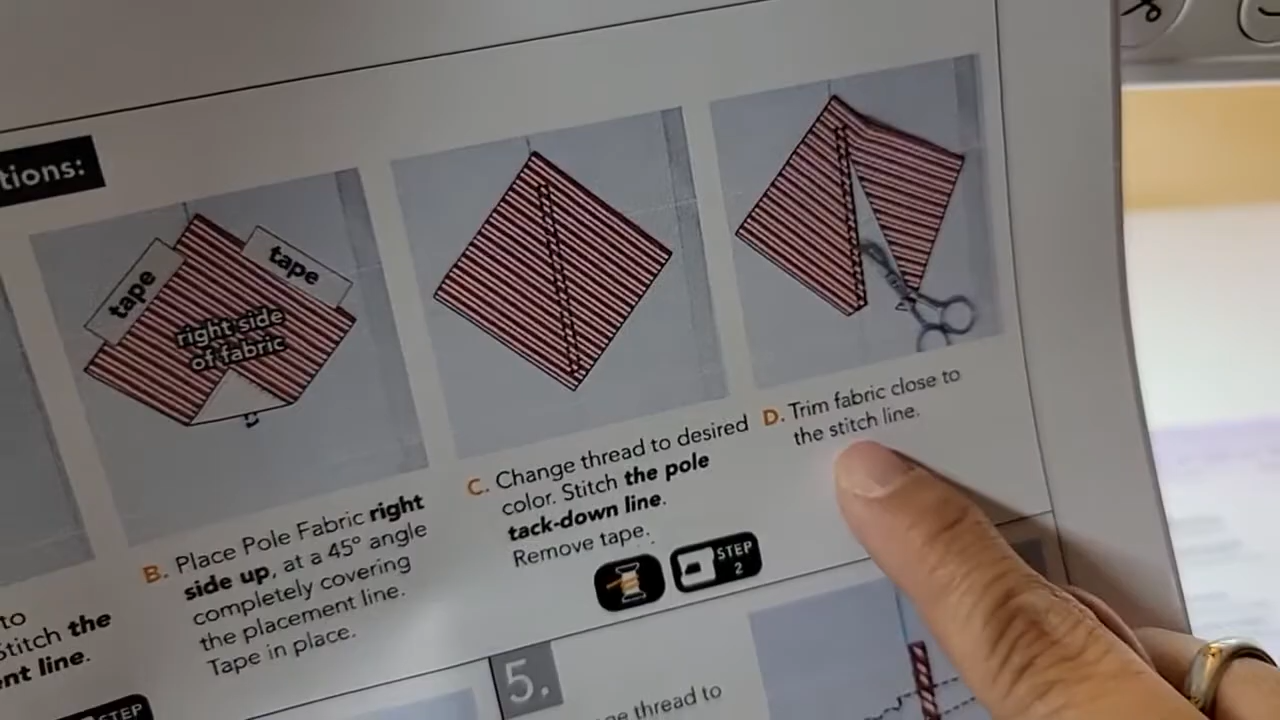 tions:
tape
tape
right side
of fabric
to
Stitch the
nt line.
STEP
B. Place Pole Fabric right
side up, at a 45° angle
completely covering
the placement line.
Tape in place.
C. Change thread to desired
color. Stitch the pole
tack-down line.
Remove tape.
STEP
2
D. Trim fabric close to
the stitch line.
5.
thread to